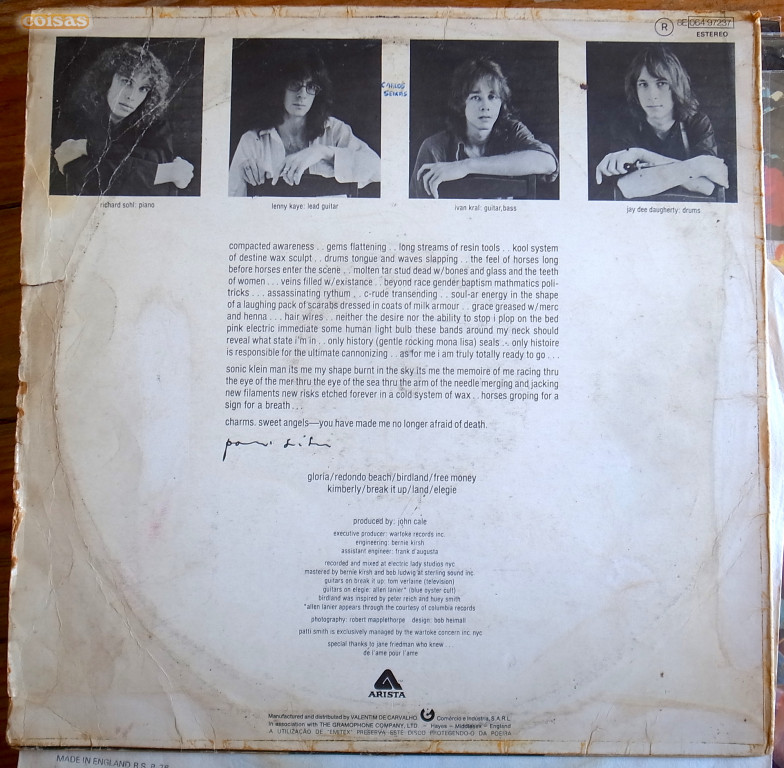 coisas
R 8E 064 97237
ESTEREO
CARLOS
SEIXAS
richard sohl: piano
lenny kaye: lead guitar
ivan kral: guitar, bass
jay dee daugherty: drums
compacted awareness . . gems flattening . . long streams of resin tools . . kool system
of destine wax sculpt . . drums tongue and waves slapping . . the feel of horses long
before horses enter the scene . . molten tar stud dead w/bones and glass and the teeth
of women . . . veins filled w/existance . . beyond race gender baptism mathmatics poli-
tricks . . . assassinating rythum . . c-rude transending . . soul-ar energy in the shape
of a laughing pack of scarabs dressed in coats of milk armour . . grace greased w/merc
and henna . . . hair wires . . neither the desire nor the ability to stop i plop on the bed
pink electric immediate some human light bulb these bands around my neck should
reveal what state i'm in . . only history (gentle rocking mona lisa) seals . . only histoire
is responsible for the ultimate cannonizing . . as for me i am truly totally ready to go . . .
sonic klein man its me my shape burnt in the sky its me the memoire of me racing thru
the eye of the mer thru the eye of the sea thru the arm of the needle merging and jacking
new filaments new risks etched forever in a cold system of wax . . horses groping for a
sign for a breath . . .
charms. sweet angels—you have made me no longer afraid of death.
patti smith
gloria/redondo beach/birdland/free money
kimberly/break it up/land/elegie
produced by: john cale
executive producer: wartoke records inc.
engineering: bernie kirsh
assistant engineer: frank d'augusta
recorded and mixed at electric lady studios nyc
mastered by bernie kirsh and bob ludwig at sterling sound inc
guitars on break it up: tom verlaine (television)
guitars on elegie: allen lanier* (blue oyster cult)
birdland was inspired by peter reich and huey smith
*allen lanier appears through the courtesy of columbia records
photography: robert mapplethorpe design: bob heimall
patti smith is exclusively managed by the wartoke concern inc nyc
special thanks to jane friedman who knew . . .
de l'ame pour l'ame
ARISTA
Manufactured and distributed by VALENTIM DE CARVALHO Comércio e Indústria, S.A.R.L.
in association with THE GRAMOPHONE COMPANY, LTD. – Hayes – Middlesex – England
A UTILIZAÇÃO DE "EMITEX" PRESERVA ESTE DISCO PROTEGENDO-O DA POEIRA
MADE IN ENGLAND R.S.